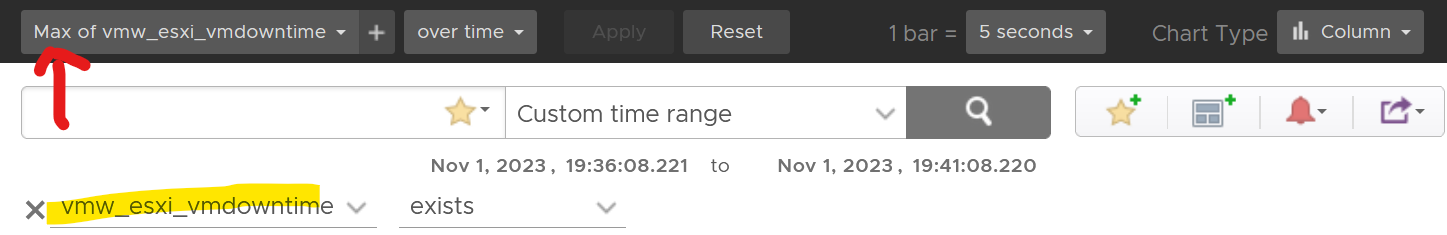 Max of vmw_esxi_vmdowntime + over time Apply Reset 1 bar = 5 seconds Chart Type Column
Custom time range
Nov 1, 2023 , 19:36:08.221 to Nov 1, 2023 , 19:41:08.220
vmw_esxi_vmdowntime exists